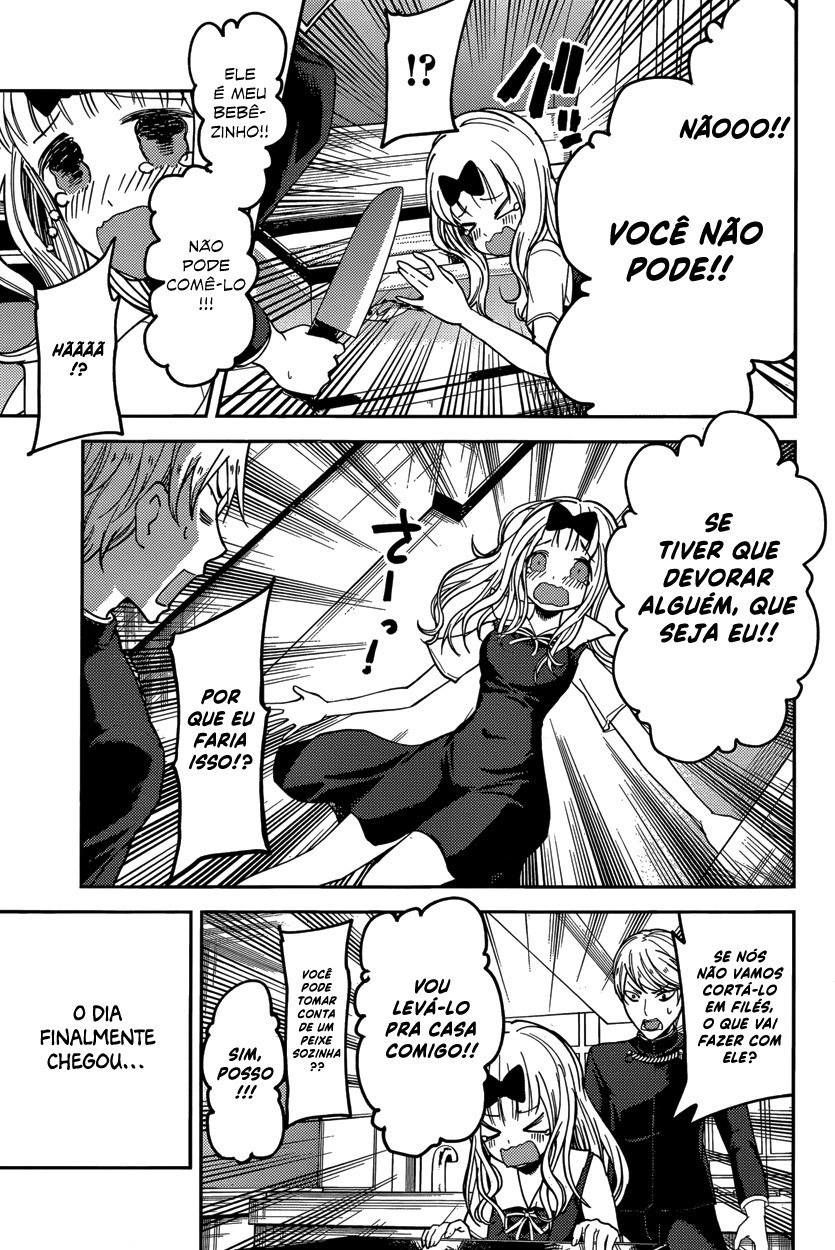 NÃOOO!!
VOCÊ NÃO
PODE!!
!?
ELE
É MEU
BEBÊ-
ZINHO!!
NÃO
PODE
COMÊ-LO
!!!
HÃÃÃÃ
!?
SE
TIVER QUE
DEVORAR
ALGUÉM, QUE
SEJA EU!!
さーっ!
POR
QUE EU
FARIA
ISSO!?
SE NÓS
NÃO VAMOS
CORTÁ-LO
EM FILÉS,
O QUE VAI
FAZER COM
ELE?
VOU
LEVÁ-LO
PRA CASA
COMIGO!!
VOCÊ
PODE
TOMAR
CONTA
DE UM
PEIXE
SOZINHA
??
SIM,
POSSO
!!!
O DIA
FINALMENTE
CHEGOU...